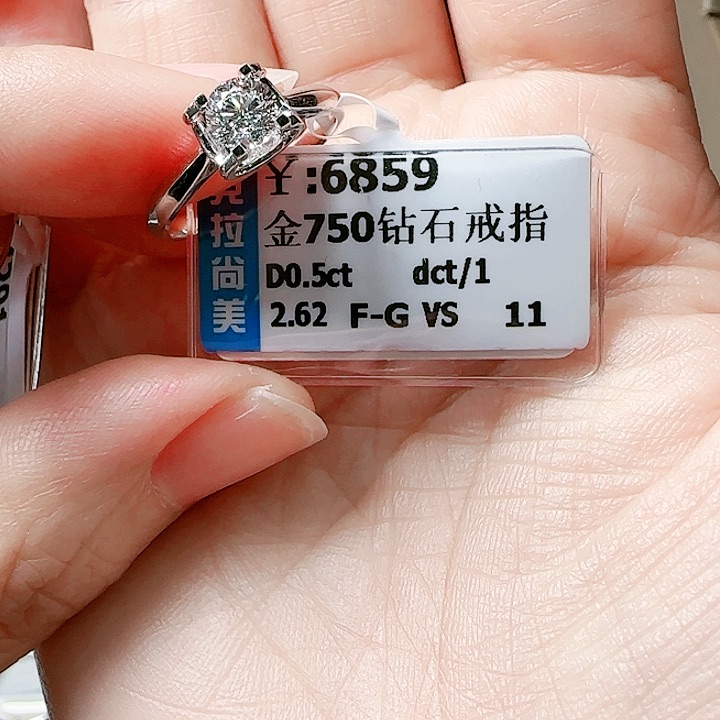 ¥:6859
金750钻石戒指
D0.5ct dct/1
2.62 F-G VS 11
克拉尚美